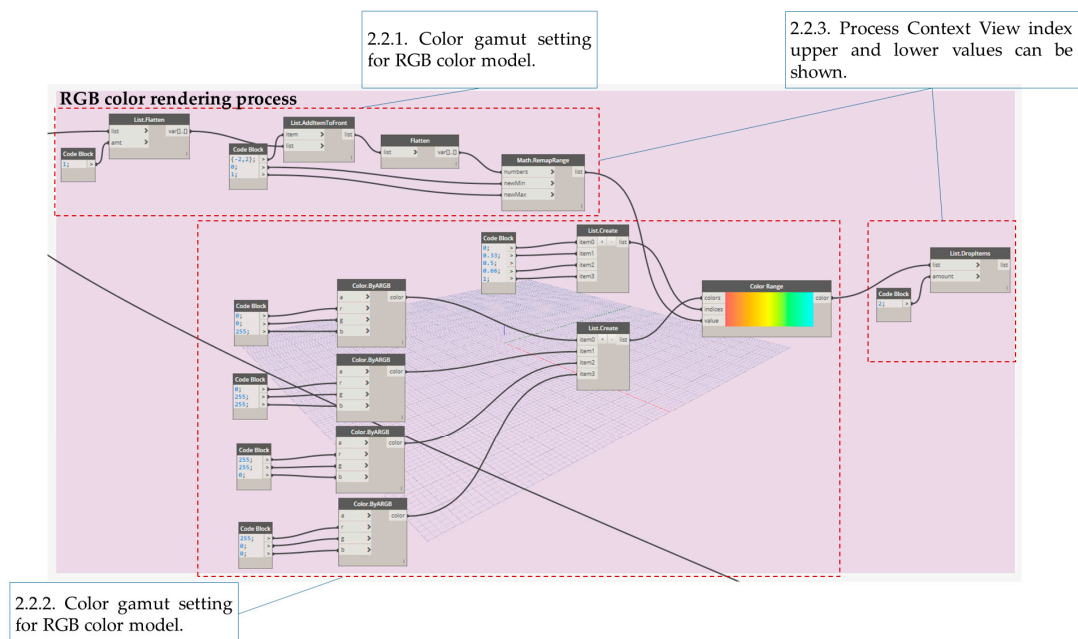 2.2.1. Color gamut setting
for RGB color model.
2.2.3. Process Context View index
upper and lower values can be
shown.
RGB color rendering process
List.Flatten
list > var[]..[]
amt >
Code Block
1; >
List.AddItemToFront
item > list
list >
Code Block
{-2,2}; >
0; >
1; >
Flatten
list > var[]..[]
Math.RemapRange
numbers > list
newMin >
newMax >
Code Block
0; >
0.33; >
0.5; >
0.66; >
1; >
List.Create
item0 + - list
item1
item2
item3
Color Range
colors color
indices
value
List.DropItems
list > list
amount >
Code Block
2; >
Color.ByARGB
a > color
r >
g >
b >
Code Block
0; >
0; >
255; >
List.Create
item0 + - list
item1
item2
item3
Color.ByARGB
a > color
r >
g >
b >
Code Block
0; >
255; >
255; >
Color.ByARGB
a > color
r >
g >
b >
Code Block
255; >
255; >
0; >
Color.ByARGB
a > color
r >
g >
b >
Code Block
255; >
0; >
0; >
2.2.2. Color gamut setting
for RGB color model.